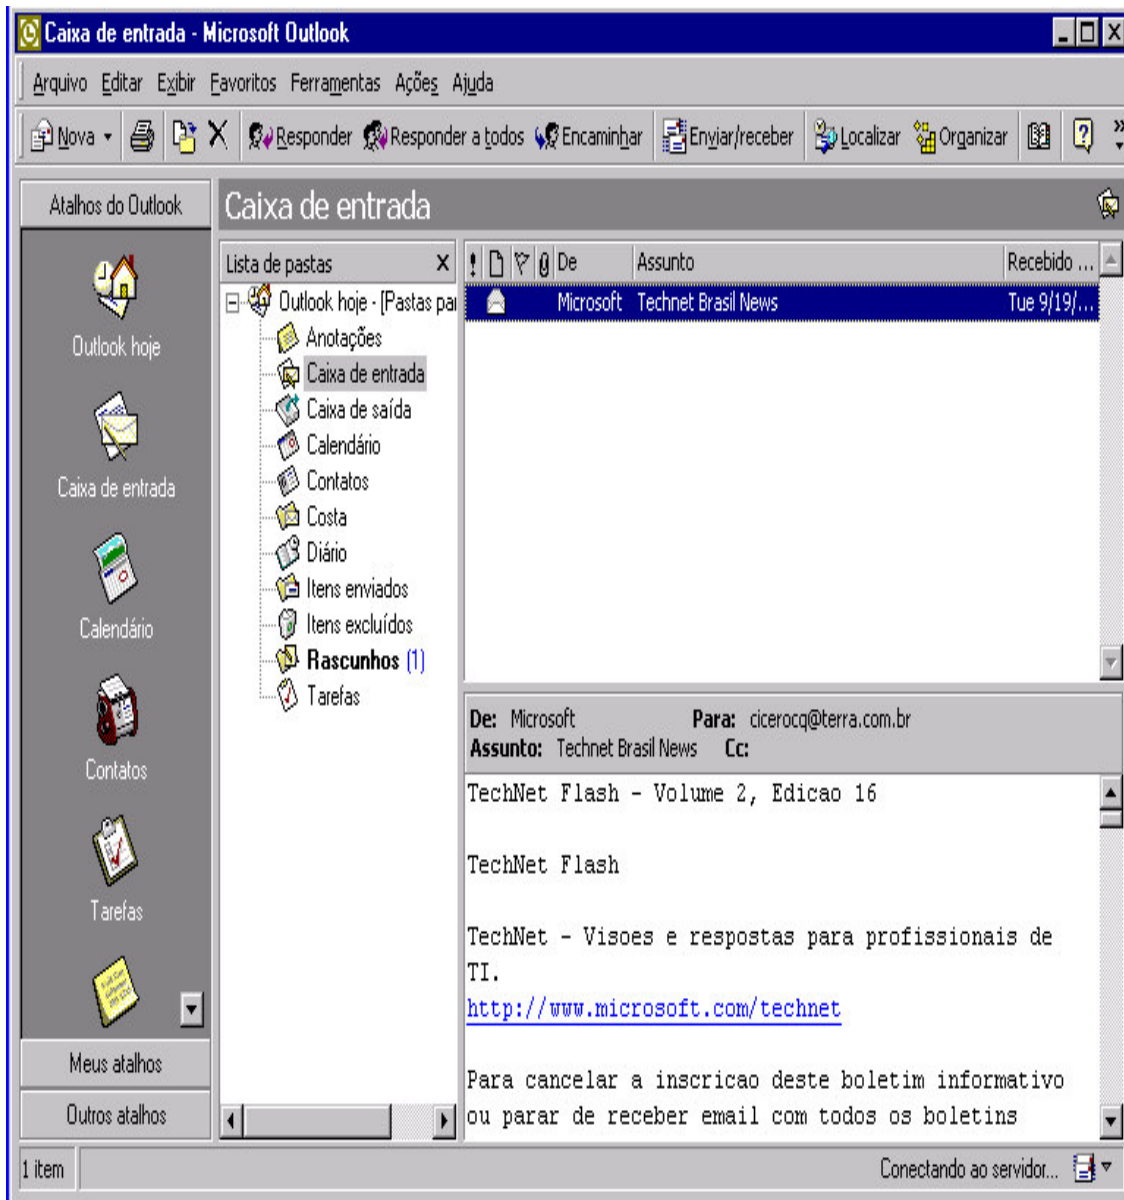 Caixa de entrada - Microsoft Outlook
Arquivo Editar Exibir Favoritos Ferramentas Ações Ajuda
Nova Responder Responder a todos Encaminhar Enviar/receber Localizar Organizar
Atalhos do Outlook
Outlook hoje
Caixa de entrada
Calendário
Contatos
Tarefas
Meus atalhos
Outros atalhos
Caixa de entrada
Lista de pastas
Outlook hoje - [Pastas
Anotações
Caixa de entrada
Caixa de saída
Calendário
Contatos
Costa
Diário
Itens enviados
Itens excluídos
Rascunhos (1)
Tarefas
De Assunto Recebido ...
Microsoft Technet Brasil News Tue 9/19/...
De: Microsoft Para: cicerocq@terra.com.br
Assunto: Technet Brasil News Cc:
TechNet Flash - Volume 2, Edicao 16
TechNet Flash
TechNet - Visoes e respostas para profissionais de
TI.
http://www.microsoft.com/technet
Para cancelar a inscricao deste boletim informativo
ou parar de receber email com todos os boletins
1 item
Conectando ao servidor...